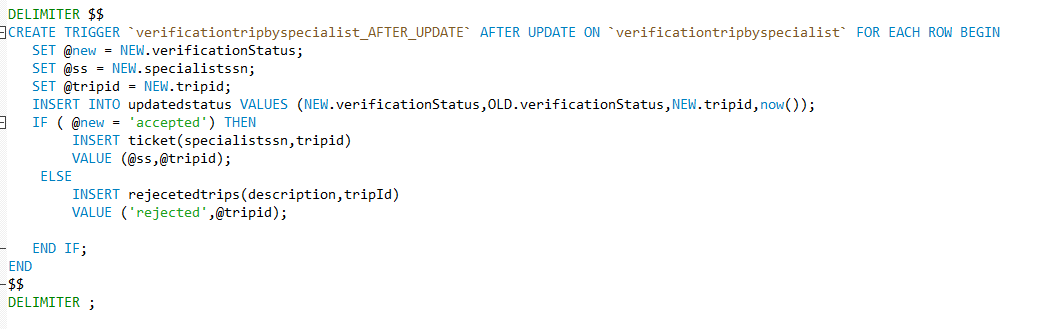 DELIMITER $$
CREATE TRIGGER `verificationtripbyspecialist_AFTER_UPDATE` AFTER UPDATE ON `verificationtripbyspecialist` FOR EACH ROW BEGIN
SET @new = NEW.verificationStatus;
SET @ss = NEW.specialistssn;
SET @tripid = NEW.tripid;
INSERT INTO updatedstatus VALUES (NEW.verificationStatus,OLD.verificationStatus,NEW.tripid,now());
IF ( @new = 'accepted') THEN
INSERT ticket(specialistssn,tripid)
VALUE (@ss,@tripid);
ELSE
INSERT rejecetedtrips(description,tripId)
VALUE ('rejected',@tripid);
END IF;
END
$$
DELIMITER ;